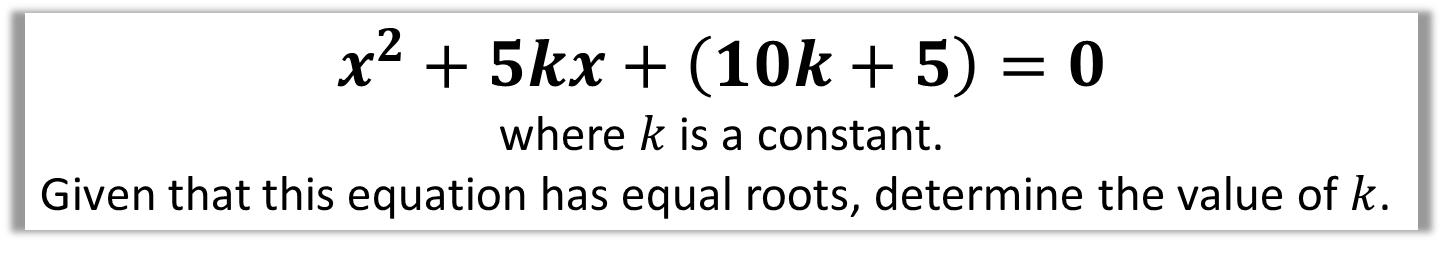 x² + 5kx + (10k + 5) = 0
where k is a constant.
Given that this equation has equal roots, determine the value of k.